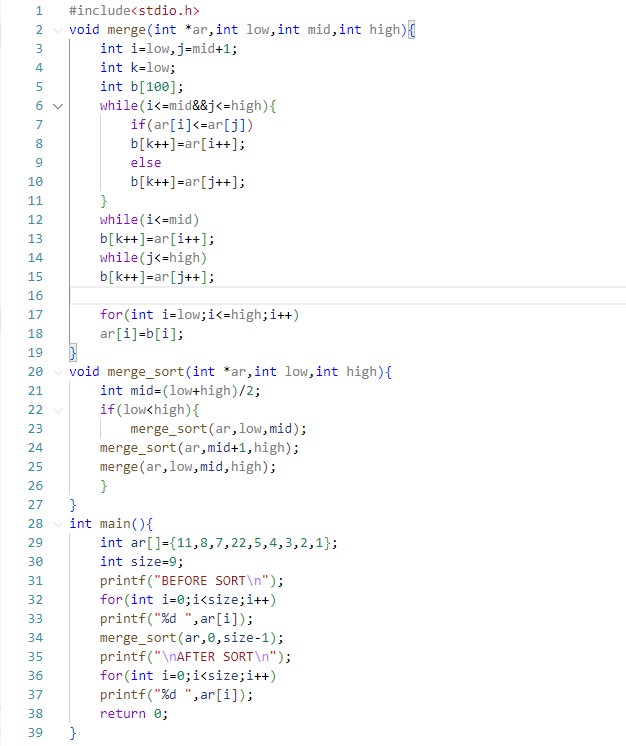 1 #include<stdio.h>
2 void merge(int *ar,int low,int mid,int high){
3 int i=low,j=mid+1;
4 int k=low;
5 int b[100];
6 while(i<=mid&&j<=high){
7 if(ar[i]<=ar[j])
8 b[k++]=ar[i++];
9 else
10 b[k++]=ar[j++];
11 }
12 while(i<=mid)
13 b[k++]=ar[i++];
14 while(j<=high)
15 b[k++]=ar[j++];
16
17 for(int i=low;i<=high;i++)
18 ar[i]=b[i];
19 }
20 void merge_sort(int *ar,int low,int high){
21 int mid=(low+high)/2;
22 if(low<high){
23 merge_sort(ar,low,mid);
24 merge_sort(ar,mid+1,high);
25 merge(ar,low,mid,high);
26 }
27 }
28 int main(){
29 int ar[]={11,8,7,22,5,4,3,2,1};
30 int size=9;
31 printf("BEFORE SORT\n");
32 for(int i=0;i<size;i++)
33 printf("%d ",ar[i]);
34 merge_sort(ar,0,size-1);
35 printf("\nAFTER SORT\n");
36 for(int i=0;i<size;i++)
37 printf("%d ",ar[i]);
38 return 0;
39 }